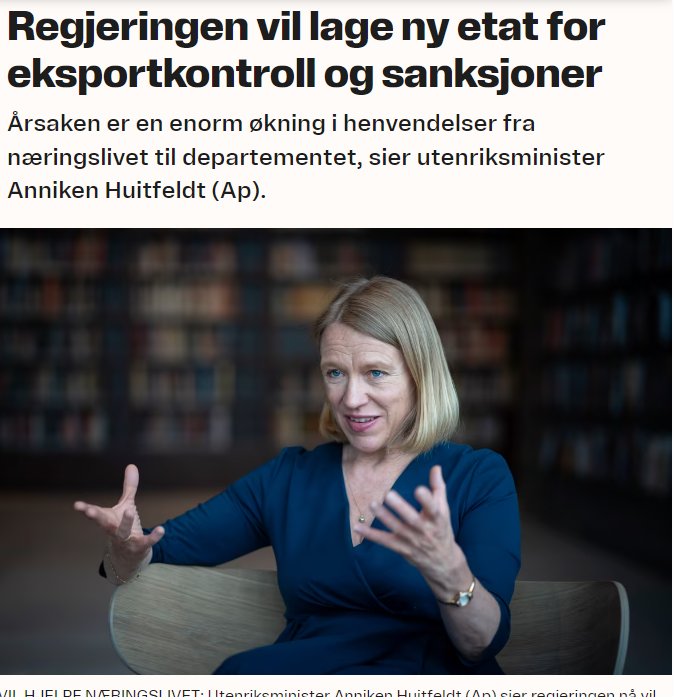 Regjeringen vil lage ny etat for
eksportkontroll og sanksjoner
Årsaken er en enorm økning i henvendelser fra
næringslivet til departementet, sier utenriksminister
Anniken Huitfeldt (Ap).
VIL HJELPE NÆRINGSLIVET: Utenriksminister Anniken Huitfeldt (Ap) sier regjeringen nå vil